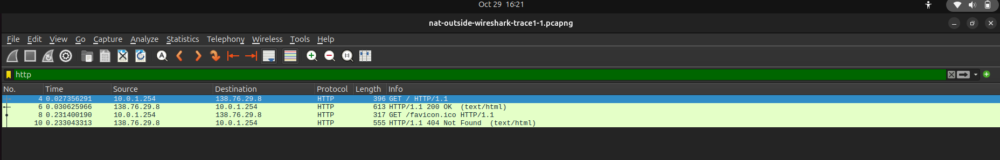 Oct 29 16:21
nat-outside-wireshark-trace1-1.pcapng
File Edit View Go Capture Analyze Statistics Telephony Wireless Tools Help
http
No. Time Source Destination Protocol Length Info
4 0.027356291 10.0.1.254 138.76.29.8 HTTP 396 GET / HTTP/1.1
6 0.030625966 138.76.29.8 10.0.1.254 HTTP 613 HTTP/1.1 200 OK (text/html)
8 0.231400190 10.0.1.254 138.76.29.8 HTTP 317 GET /favicon.ico HTTP/1.1
10 0.233043313 138.76.29.8 10.0.1.254 HTTP 555 HTTP/1.1 404 Not Found (text/html)